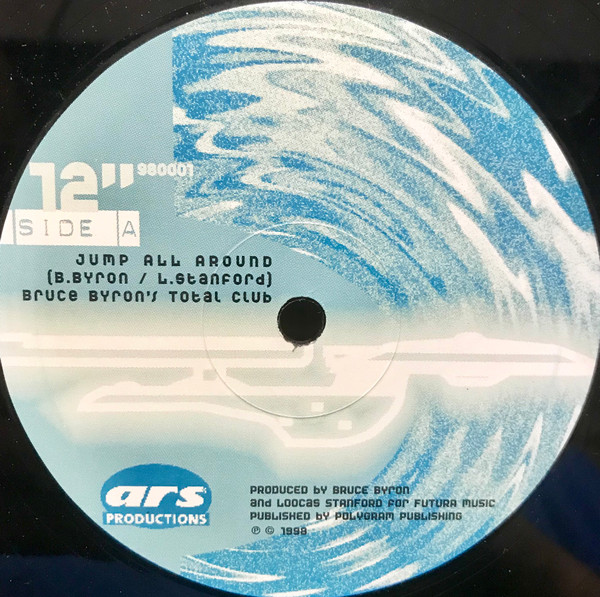 12" 980001
SIDE A
JUMP ALL AROUND
(B.BYRON / L.STANFORD)
BRUCE BYRON'S TOTAL CLUB
ars
PRODUCTIONS
PRODUCED by BRUCE BYRON
and LOOCAS STANFORD FOR FUTURA MUSIC
PUBLISHED by POLYGRAM PUBLISHING
℗ © 1998